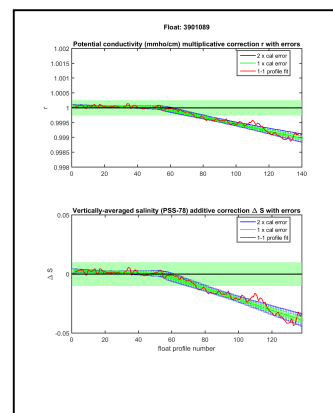 Float: 3901089
Potential conductivity (mmho/cm) multiplicative correction r with errors
1.002
1.0015
1.001
1.0005
1
0.9995
0.999
0.9985
0.998
r
2 x cal error
1 x cal error
1-1 profile fit
0 20 40 60 80 100 120 140
Vertically-averaged salinity (PSS-78) additive correction Δ S with errors
0.05
0
-0.05
Δ S
2 x cal error
1 x cal error
1-1 profile fit
0 20 40 60 80 100 120
float profile number